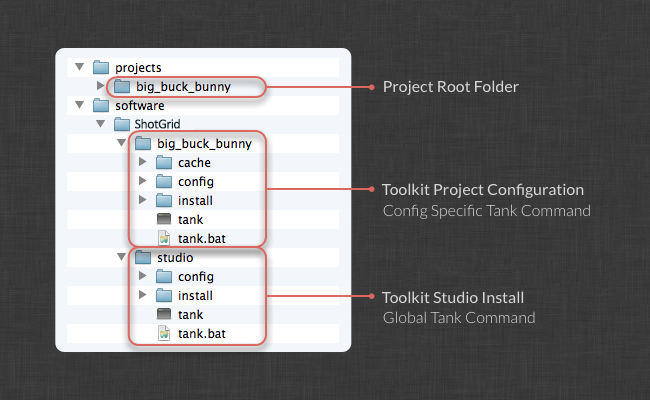 projects
big_buck_bunny
Project Root Folder
software
ShotGrid
big_buck_bunny
cache
config
Toolkit Project Configuration
install
Config Specific Tank Command
tank
tank.bat
studio
config
install
Toolkit Studio Install
tank
Global Tank Command
tank.bat